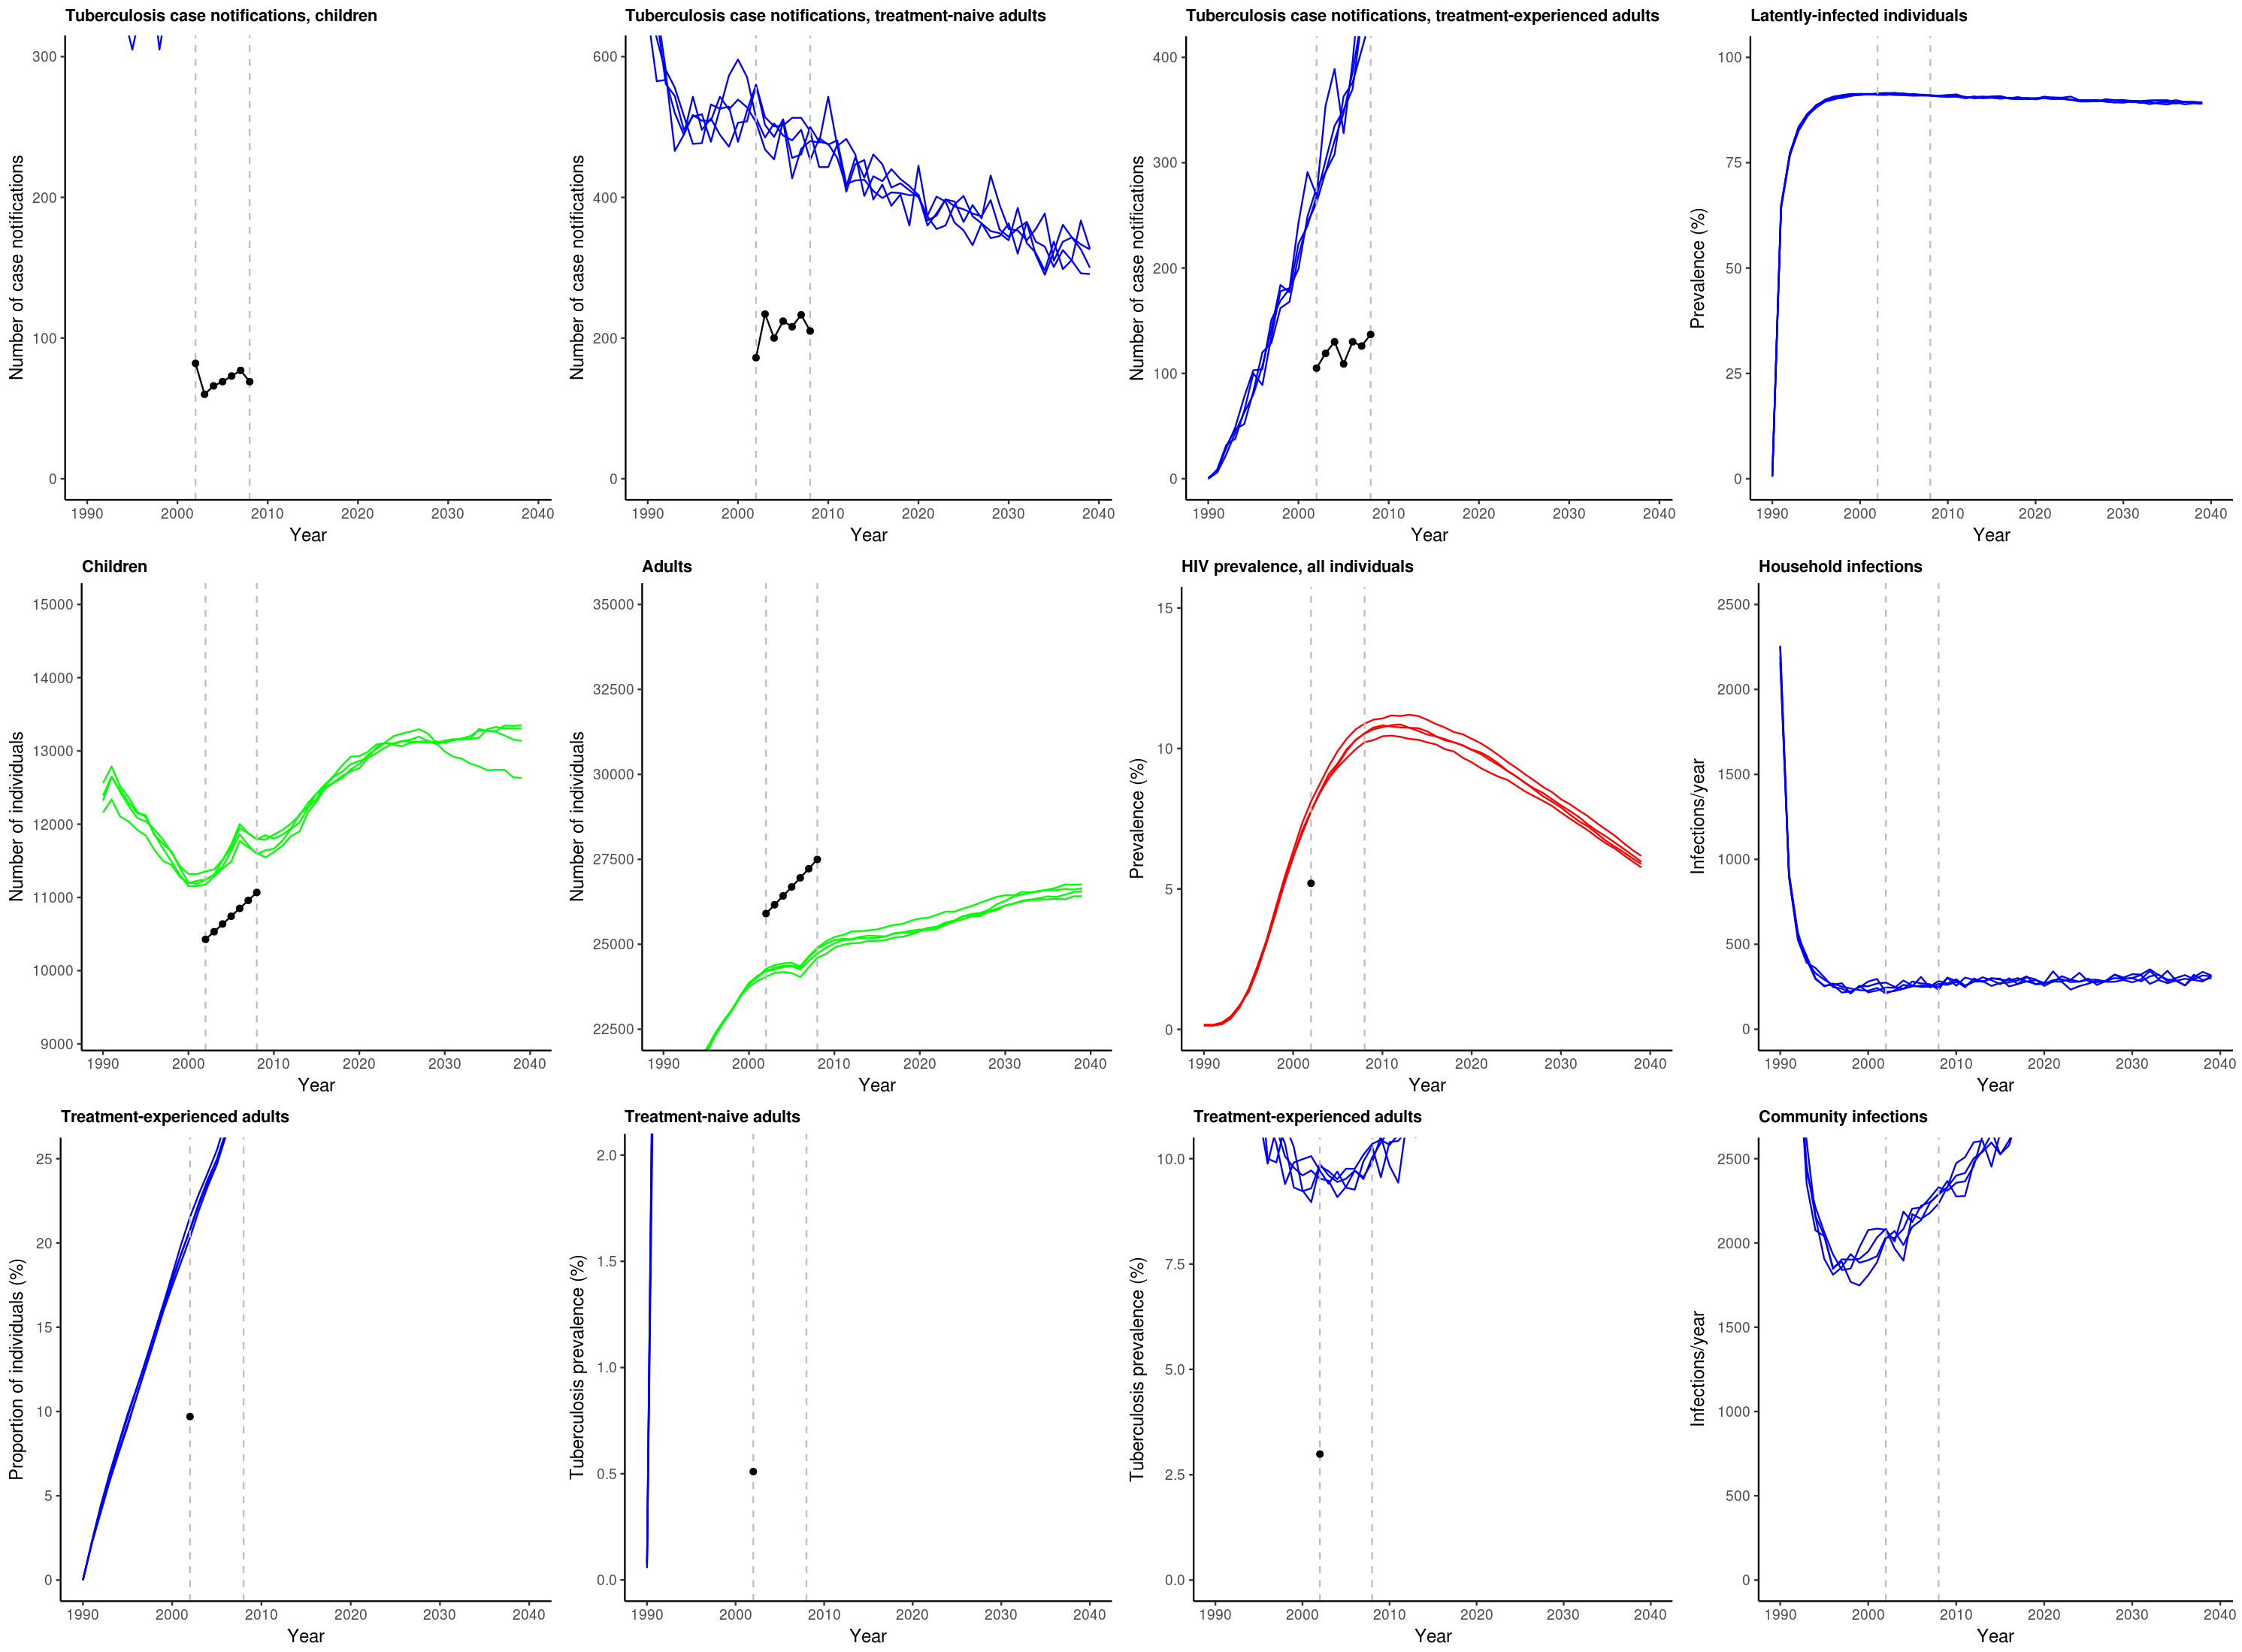 Tuberculosis case notifications, children
Number of case notifications
300
200
100
0
1990 2000 2010 2020 2030 2040
Year
Tuberculosis case notifications, treatment-naive adults
Number of case notifications
600
400
200
0
1990 2000 2010 2020 2030 2040
Year
Tuberculosis case notifications, treatment-experienced adults
Number of case notifications
400
300
200
100
0
1990 2000 2010 2020 2030 2040
Year
Latently-infected individuals
Prevalence (%)
100
75
50
25
0
1990 2000 2010 2020 2030 2040
Year
Children
Number of individuals
15000
14000
13000
12000
11000
10000
9000
1990 2000 2010 2020 2030 2040
Year
Adults
Number of individuals
35000
32500
30000
27500
25000
22500
1990 2000 2010 2020 2030 2040
Year
HIV prevalence, all individuals
Prevalence (%)
15
10
5
0
1990 2000 2010 2020 2030 2040
Year
Household infections
Infections/year
2500
2000
1500
1000
500
0
1990 2000 2010 2020 2030 2040
Year
Treatment-experienced adults
Proportion of individuals (%)
25
20
15
10
5
0
1990 2000 2010 2020 2030 2040
Year
Treatment-naive adults
Tuberculosis prevalence (%)
2.0
1.5
1.0
0.5
0.0
1990 2000 2010 2020 2030 2040
Year
Treatment-experienced adults
Tuberculosis prevalence (%)
10.0
7.5
5.0
2.5
0.0
1990 2000 2010 2020 2030 2040
Year
Community infections
Infections/year
2500
2000
1500
1000
500
0
1990 2000 2010 2020 2030 2040
Year